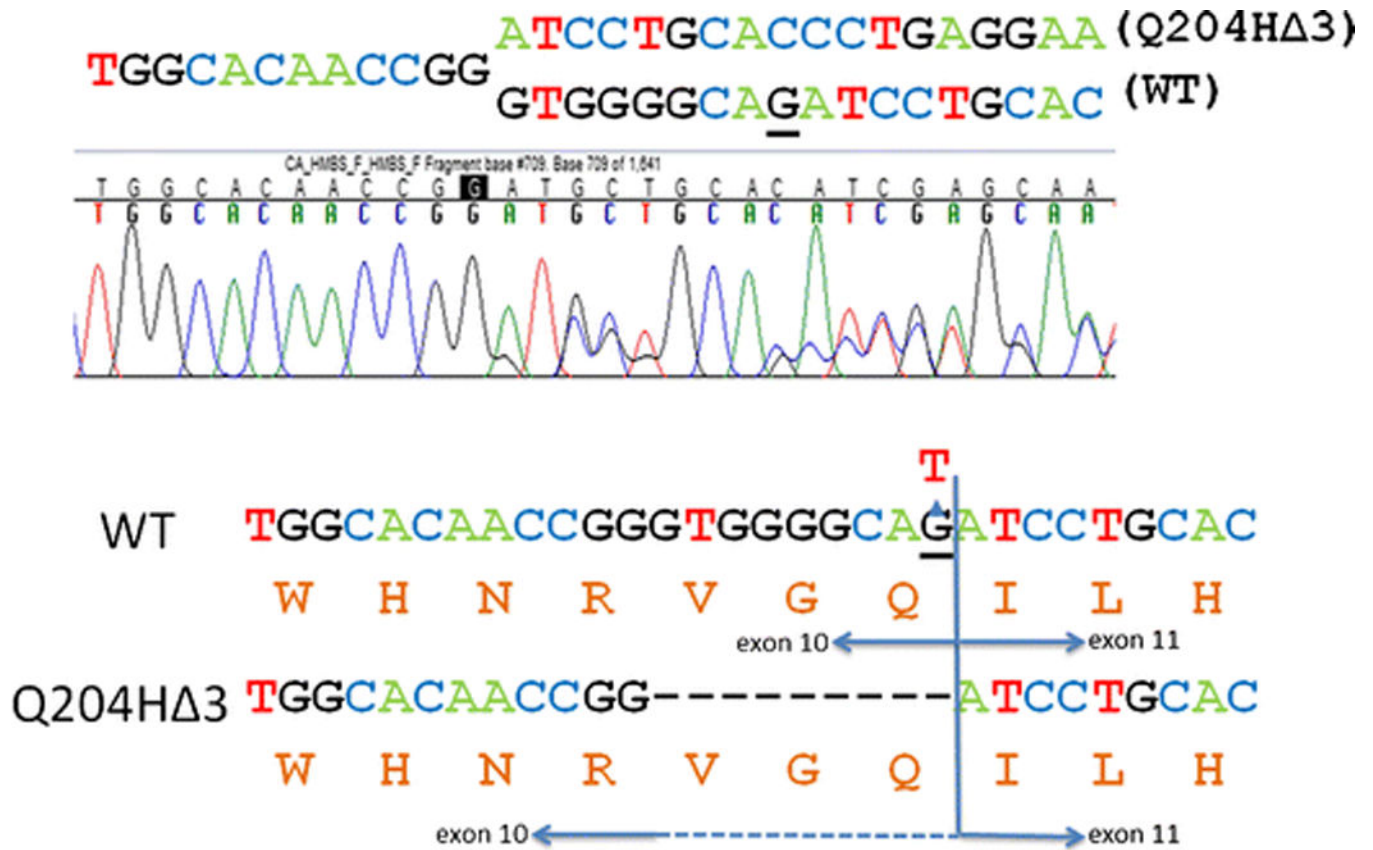 ATCCTGCACCCTGAGGAA (Q204HΔ3)
TGGCACAACCGG
GTGGGGCAGATCCTGCAC (WT)
CA_HMBS_F_HMBS_F Fragment base #709. Base 709 of 1,641
T G G C A C A A C C G G A T G C T G C A C A T C G A G C A A
T G G C A C A A C C G G A T G C T G C A C A T C G A G C A A
T
WT TGGCACAACCGGGTGGGGCAGATCCTGCAC
W H N R V G Q I L H
exon 10 exon 11
Q204HΔ3 TGGCACAACCGG---------ATCCTGCAC
W H N R V G Q I L H
exon 10 exon 11